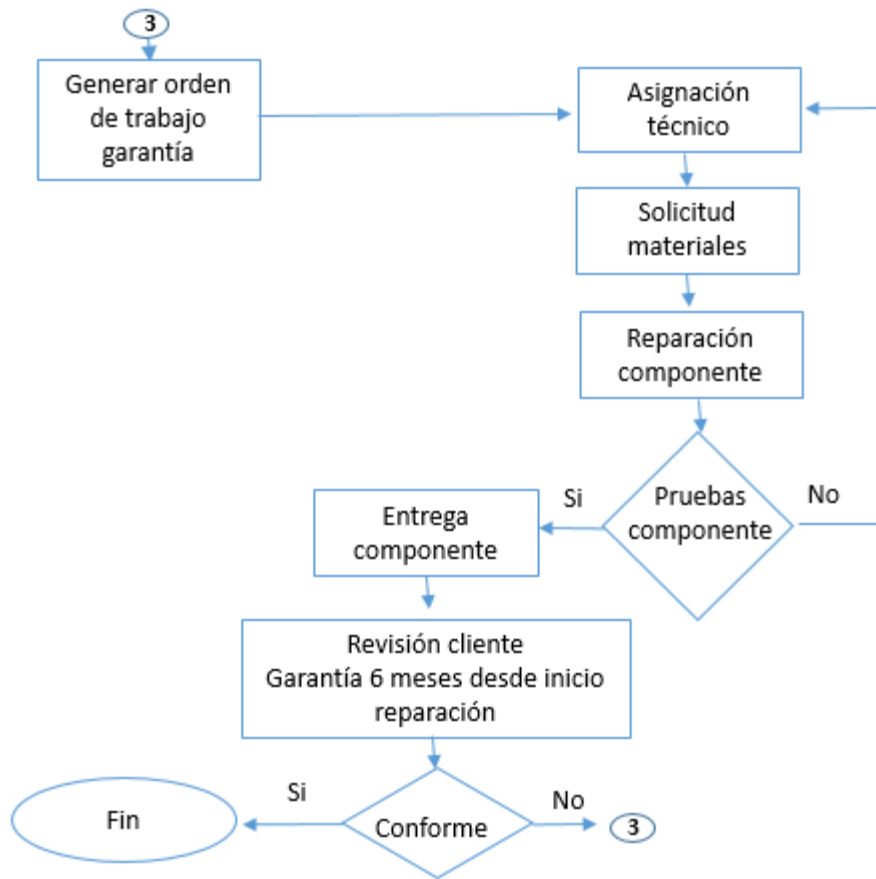 3
Generar orden
de trabajo
garantía
Asignación
técnico
Solicitud
materiales
Reparación
componente
Pruebas
componente
Si
No
Entrega
componente
Revisión cliente
Garantía 6 meses desde inicio
reparación
Conforme
Si
No
Fin
3